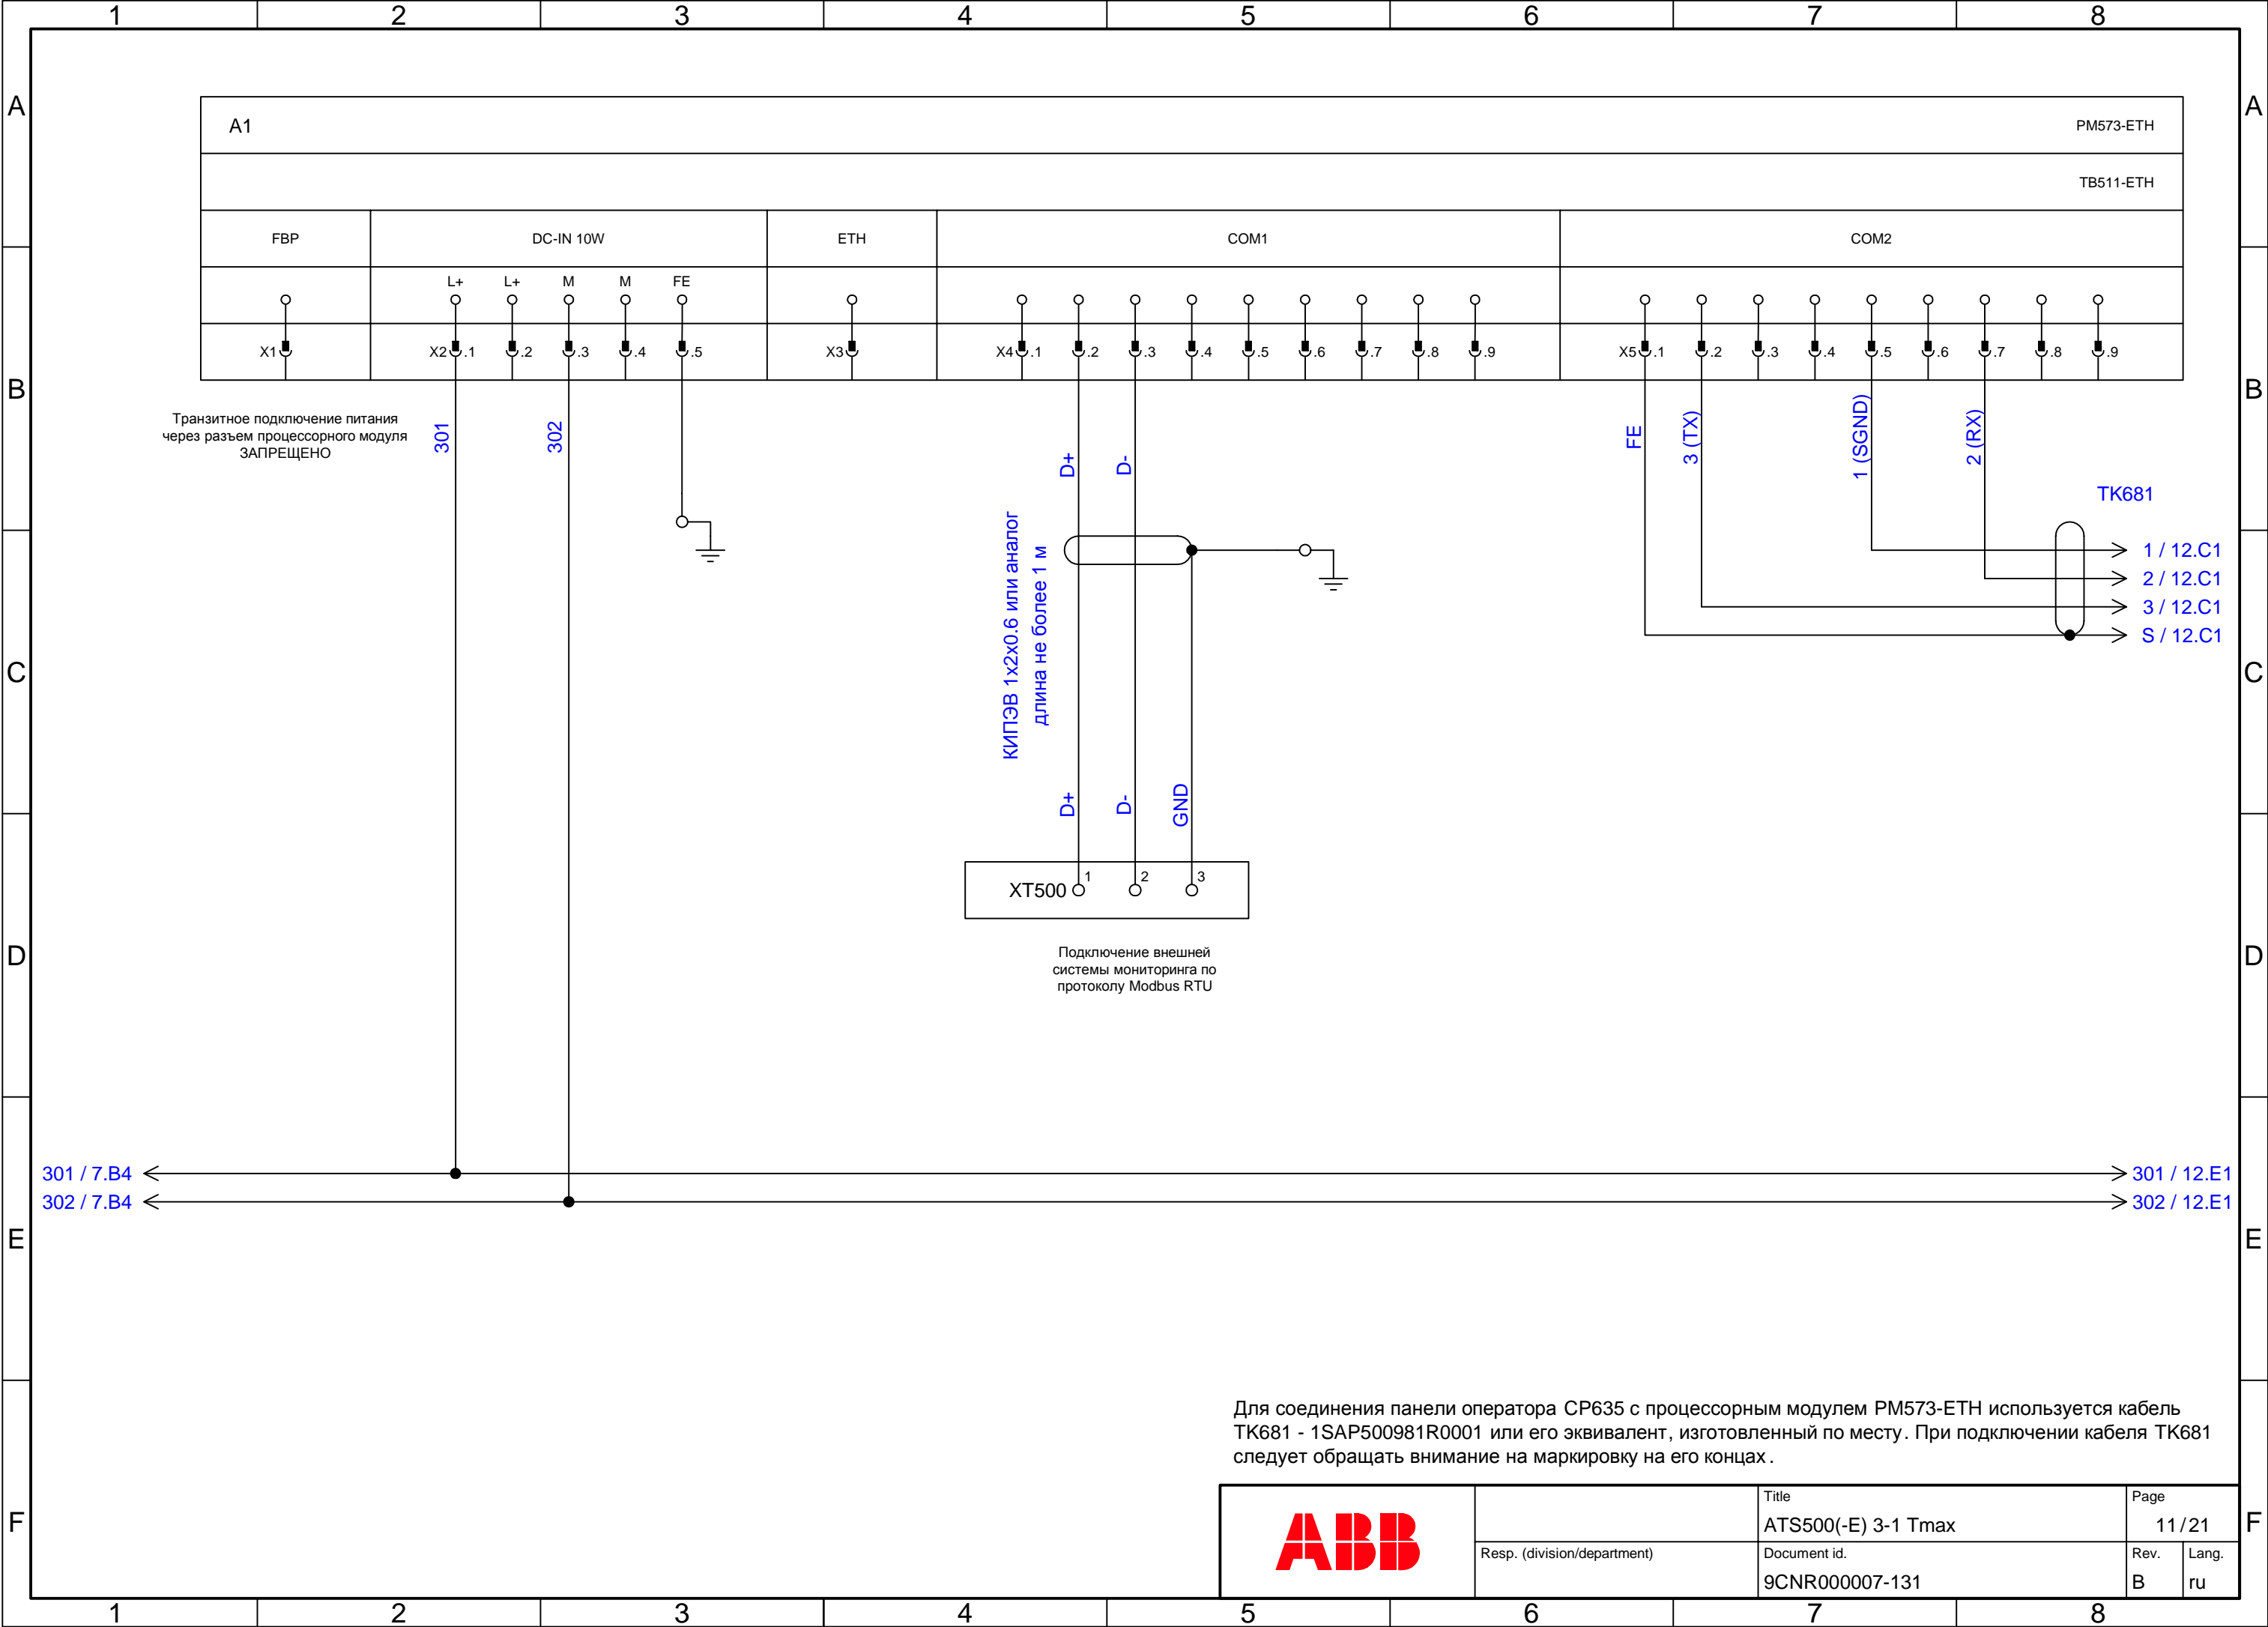 1 2 3 4 5 6 7 8
A A
A1 PM573-ETH
TB511-ETH
FBP DC-IN 10W ETH COM1 COM2
L+ L+ M M FE
X1 X2 .1 .2 .3 .4 .5 X3 X4 .1 .2 .3 .4 .5 .6 .7 .8 .9 X5 .1 .2 .3 .4 .5 .6 .7 .8 .9
B B
Транзитное подключение питания
через разъем процессорного модуля
ЗАПРЕЩЕНО
301
302
D+
D-
FE
3 (TX)
1 (SGND)
2 (RX)
TK681
1 / 12.C1
2 / 12.C1
3 / 12.C1
S / 12.C1
КИПЭВ 1x2x0.6 или аналог
длина не более 1 м
C C
D+
D-
GND
XT500 1 2 3
Подключение внешней
системы мониторинга по
протоколу Modbus RTU
D D
301 / 7.B4 301 / 12.E1
302 / 7.B4 302 / 12.E1
E E
Для соединения панели оператора CP635 с процессорным модулем PM573-ETH используется кабель
TK681 - 1SAP500981R0001 или его эквивалент, изготовленный по месту. При подключении кабеля TK681
следует обращать внимание на маркировку на его концах.
F F
ABB
Title
ATS500(-E) 3-1 Tmax
Page
11/21
Resp. (division/department)
Document id.
9CNR000007-131
Rev.
B
Lang.
ru
1 2 3 4 5 6 7 8